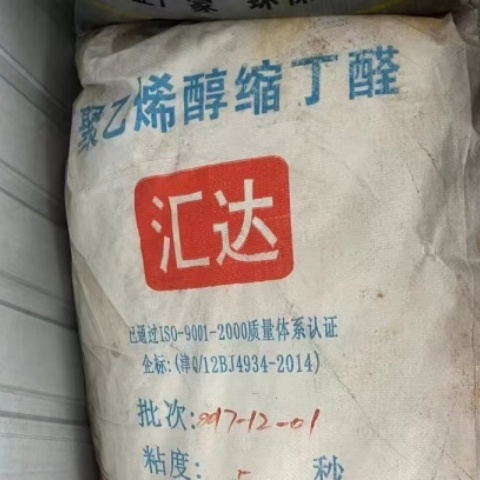 聚乙烯醇缩丁醛
汇达
已通过ISO-9001-2000质量体系认证
企标:(津Q/12BJ4934-2014)
批次:2017-12-01
粘度: 5 秒